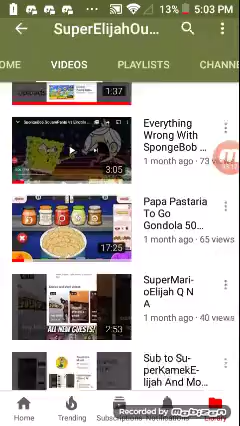 13% 5:03 PM
SuperElijahOu...
OME VIDEOS PLAYLISTS CHANNE
Uploads
1:37
Everything
Wrong With
SpongeBob ...
1 month ago · 73
3:05
Papa Pastaria
To Go
Gondola 50...
1 month ago · 65 views
17:25
SuperMari-
oElijah Q N
A
1 month ago · 40 views
ALL NEW GUESTS!
2:53
Sub to Su-
perKamekE-
lijah And Mo...
Home Trending Subscriptions Notifications Library
Recorded by Mobizen